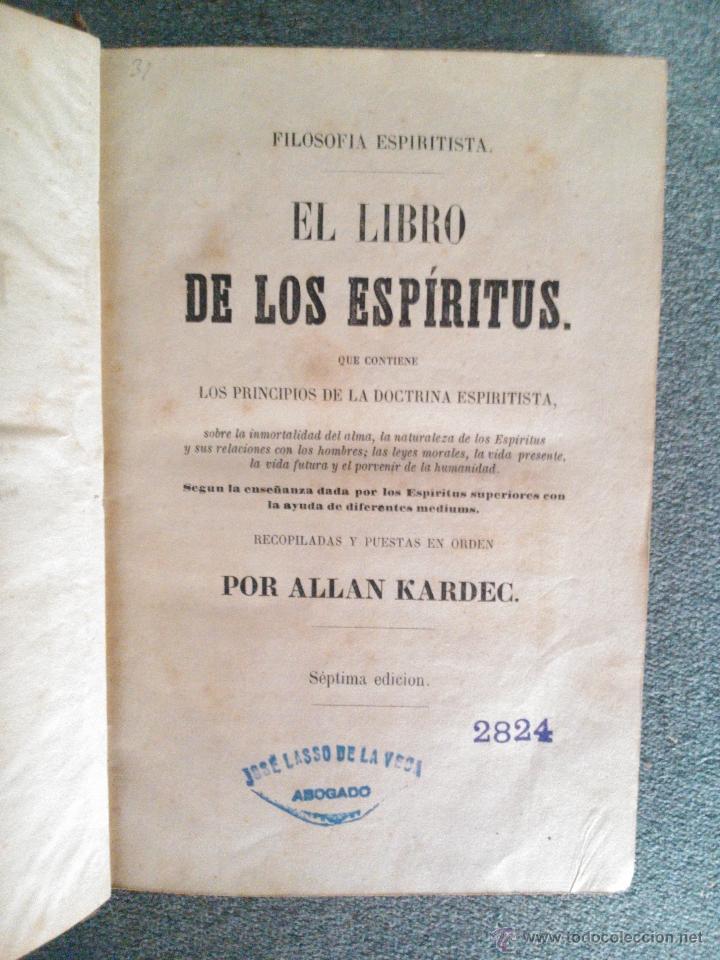 31
FILOSOFIA ESPIRITISTA.
EL LIBRO
DE LOS ESPÍRITUS.
QUE CONTIENE
LOS PRINCIPIOS DE LA DOCTRINA ESPIRITISTA,
sobre la inmortalidad del alma, la naturaleza de los Espíritus
y sus relaciones con los hombres; las leyes morales, la vida presente,
la vida futura y el porvenir de la humanidad.
Segun la enseñanza dada por los Espíritus superiores con
la ayuda de diferentes mediums.
RECOPILADAS Y PUESTAS EN ORDEN
POR ALLAN KARDEC.
Séptima edicion.
2824
JOSÉ LASSO DE LA VEGA
ABOGADO
© www.todocoleccion.net